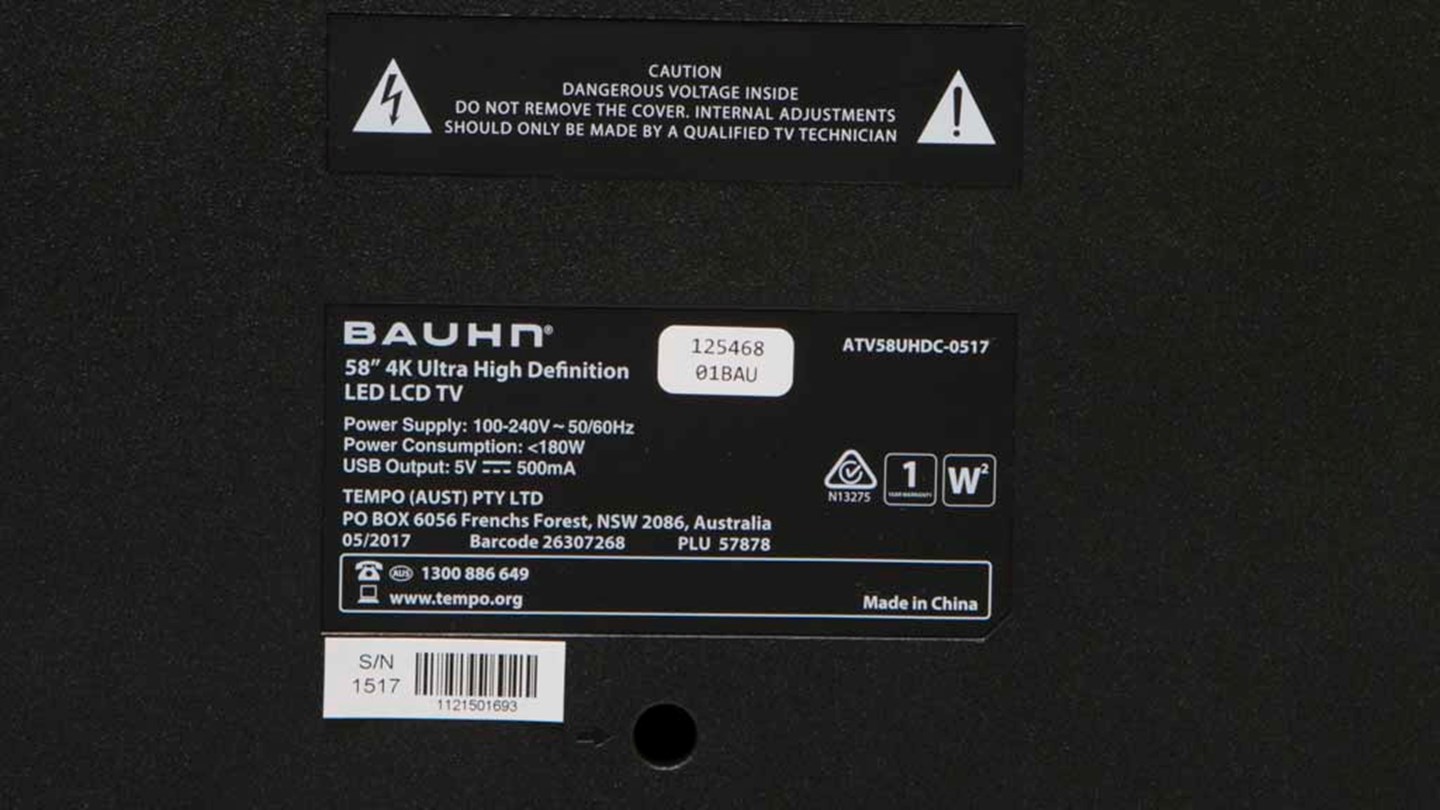 CAUTION
DANGEROUS VOLTAGE INSIDE
DO NOT REMOVE THE COVER. INTERNAL ADJUSTMENTS
SHOULD ONLY BE MADE BY A QUALIFIED TV TECHNICIAN
BAUHN®
58" 4K Ultra High Definition
LED LCD TV
125468
01BAU
ATV58UHDC-0517
Power Supply: 100-240V ~ 50/60Hz
Power Consumption: <180W
USB Output: 5V ⎓ 500mA
N13275
1
YEAR WARRANTY
W²
TEMPO (AUST) PTY LTD
PO BOX 6056 Frenchs Forest, NSW 2086, Australia
05/2017 Barcode 26307268 PLU 57878
AUS 1300 886 649
www.tempo.org
Made in China
S/N
1517
1121501693